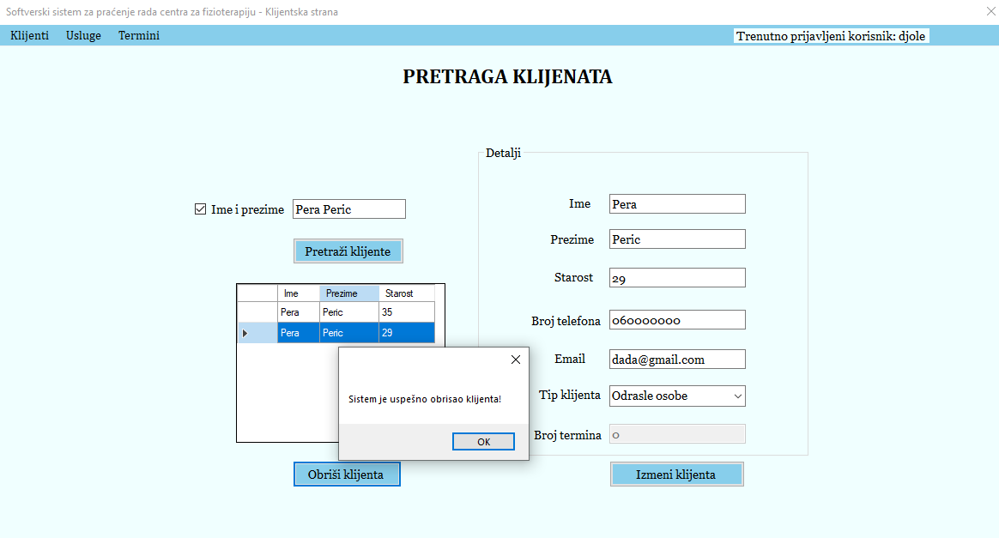 Softverski sistem za praćenje rada centra za fizioterapiju - Klijentska strana
Klijenti Usluge Termini Trenutno prijavljeni korisnik: djole
PRETRAGA KLIJENATA
Detalji
Ime i prezime Pera Peric
Pretraži klijente
Ime Prezime Starost
Pera Peric 35
Pera Peric 29
Sistem je uspešno obrisao klijenta!
OK
Obriši klijenta
Ime Pera
Prezime Peric
Starost 29
Broj telefona 060000000
Email dada@gmail.com
Tip klijenta Odrasle osobe
Broj termina 0
Izmeni klijenta